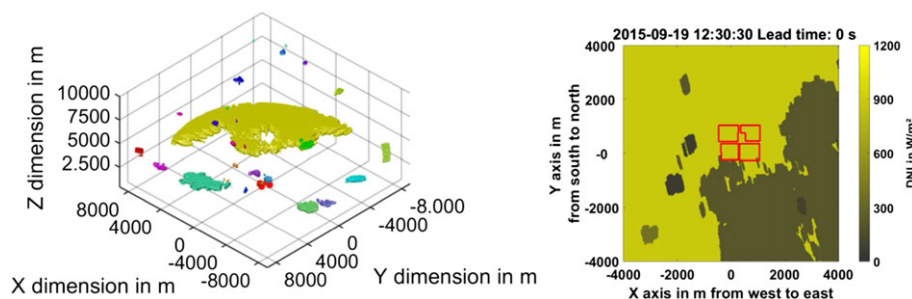 Z dimension in m
10000
7500
5000
2.500
8000
4000
0
-4000
-8000
X dimension in m
-8.000
-4000
0
4000
8000
Y dimension in m
2015-09-19 12:30:30 Lead time: 0 s
Y axis in m
from south to north
4000
2000
-0
-2000
-4000
-4000 -2000 0 2000 4000
X axis in m from west to east
1200
900
600
300
0
DNI in W/m²